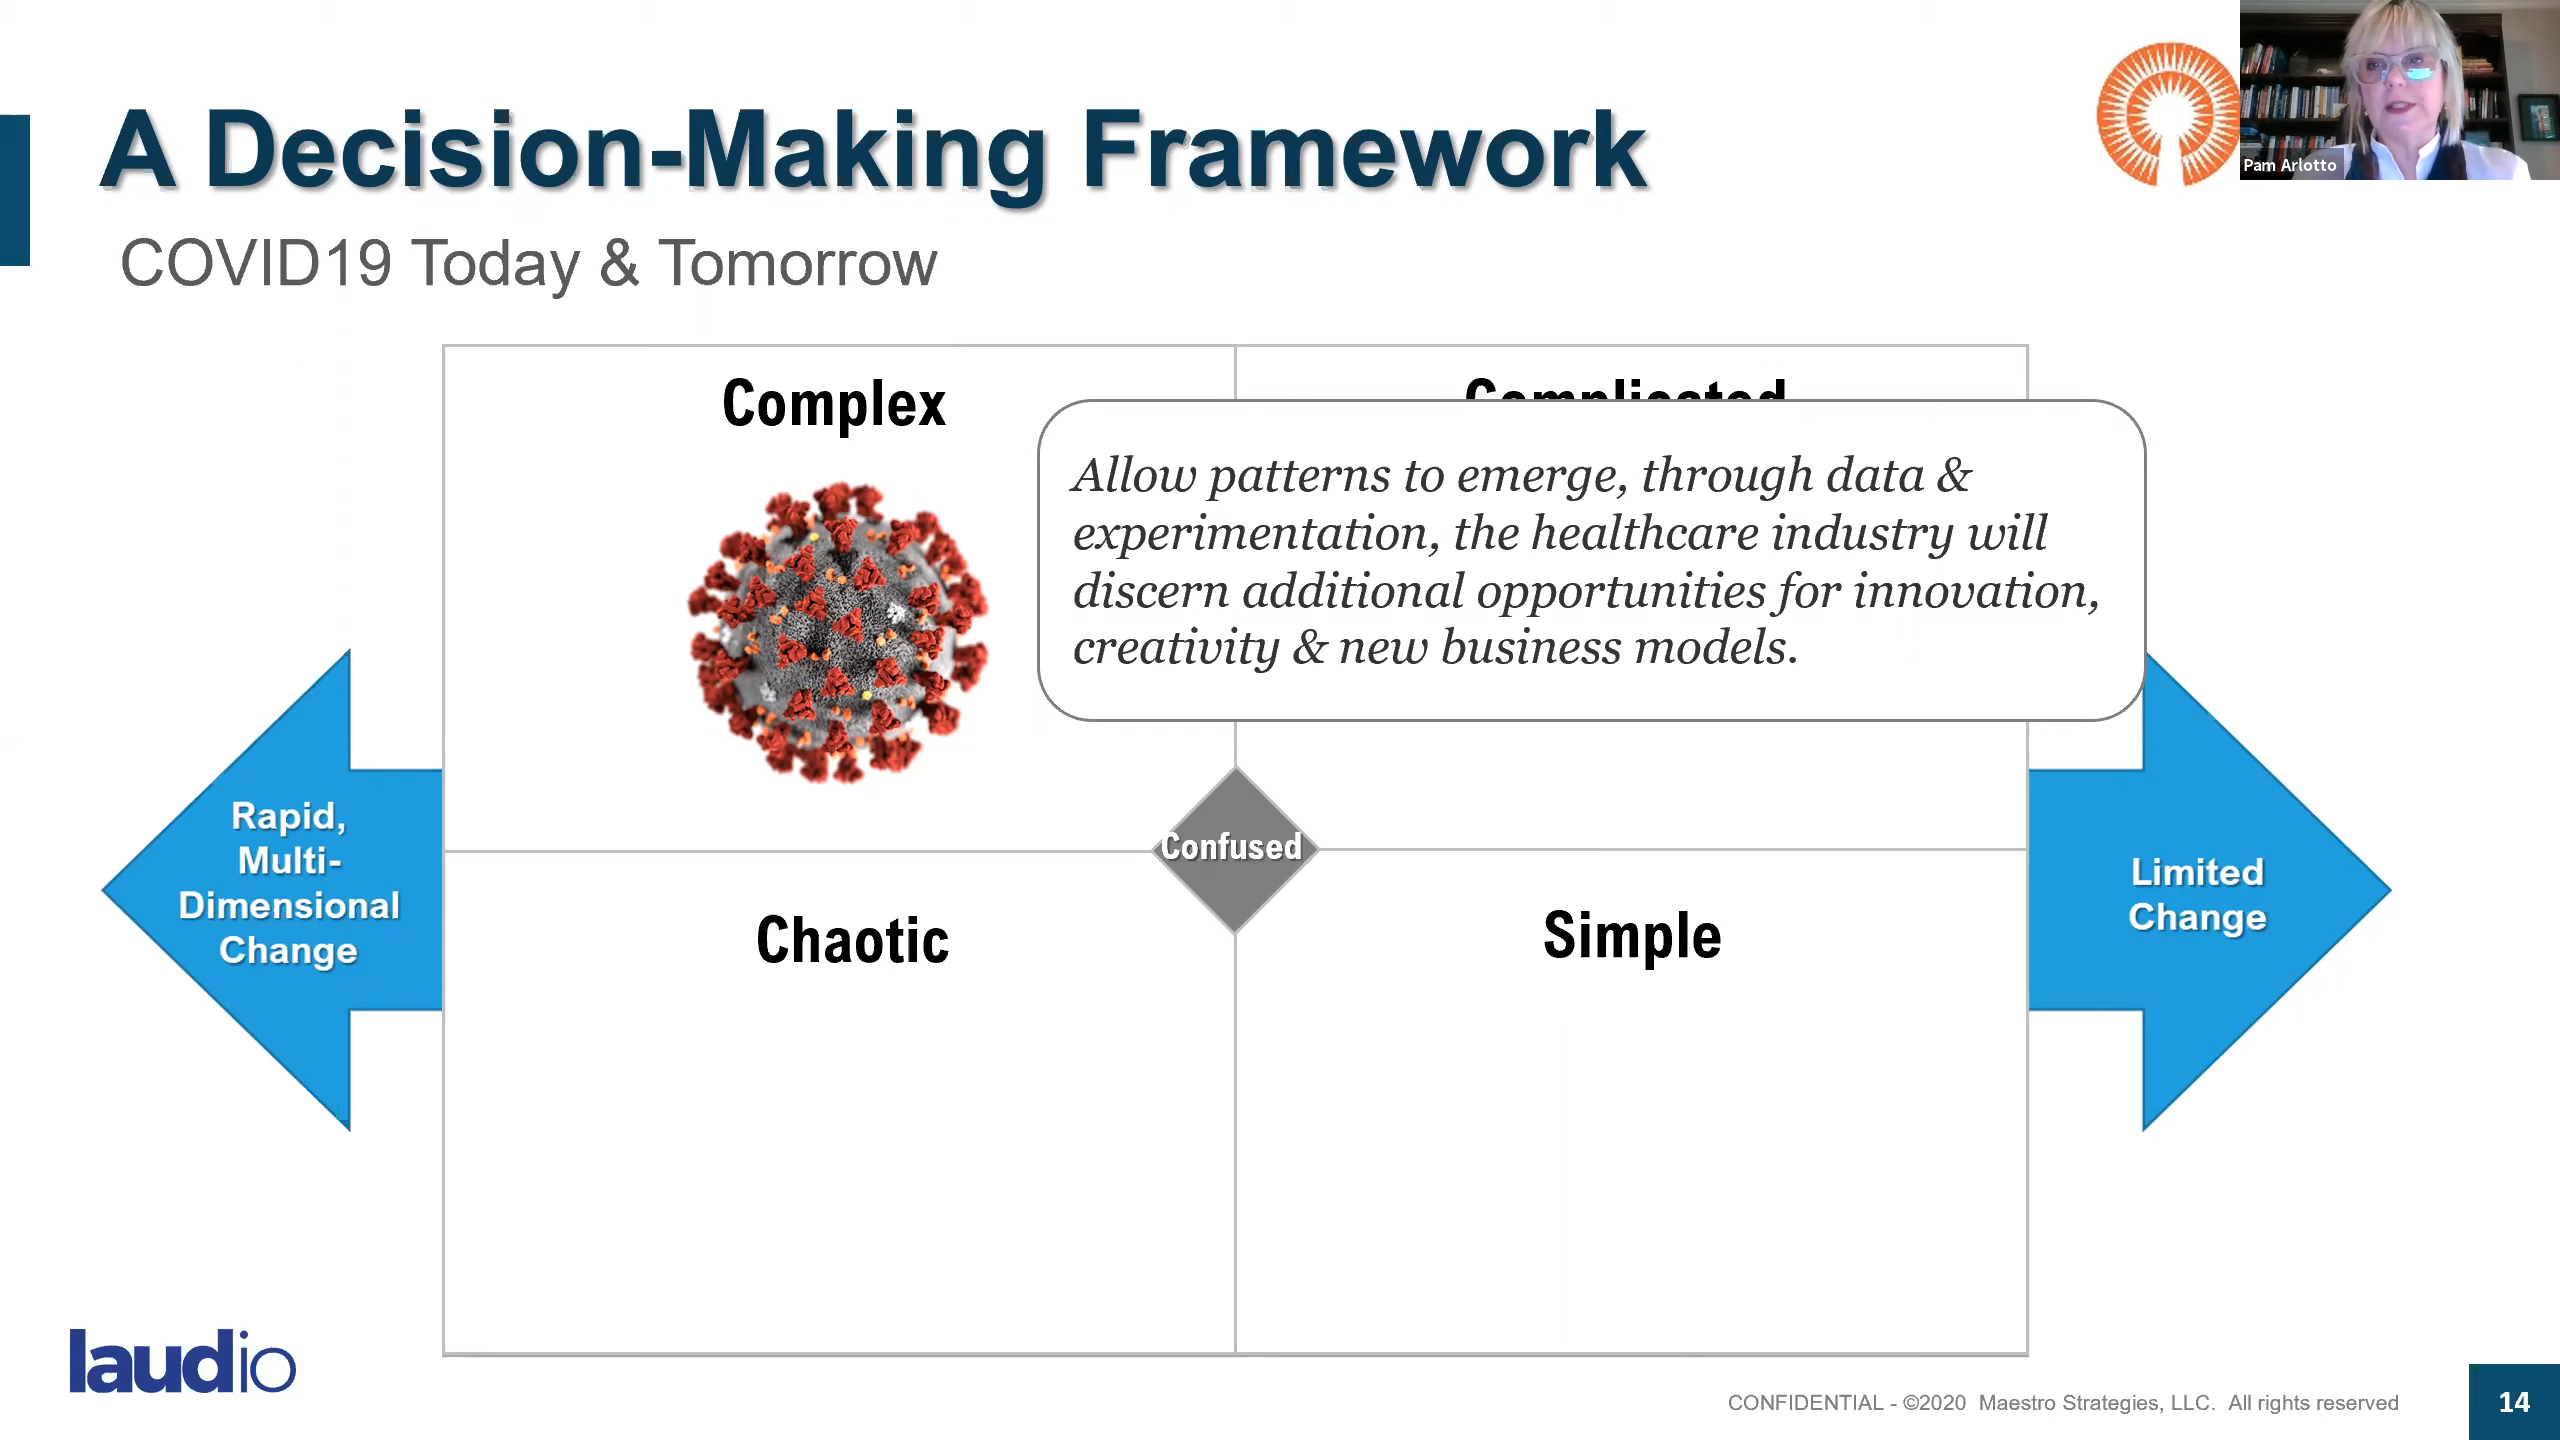 A Decision-Making Framework
COVID19 Today & Tomorrow
Pam Arlotto
Complex
Complicated
Allow patterns to emerge, through data &
experimentation, the healthcare industry will
discern additional opportunities for innovation,
creativity & new business models.
Rapid,
Multi-
Dimensional
Change
Confused
Limited
Change
Chaotic
Simple
laudio
CONFIDENTIAL - ©2020 Maestro Strategies, LLC. All rights reserved
14